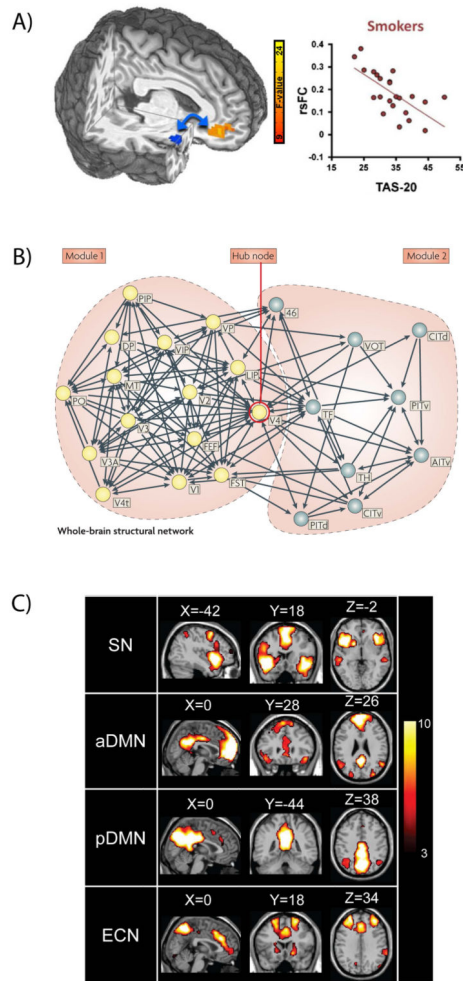 A)
24
F-value
9
Smokers
rsFC
0.4
0.3
0.2
0.1
0
-0.1
15 25 35 45 55
TAS-20
B)
Module 1
Hub node
Module 2
PIP
46
VP
CITdl
DP
VIP
VOT
LIP
MT
PO
V2
PITv
V4
TF
V3
FEF
V3A
AITv
TH
V4t
V1
FST
CITv
PITd
Whole-brain structural network
C)
X=-42 Y=18 Z=-2
SN
X=0 Y=28 Z=26
aDMN
10
X=0 Y=-44 Z=38
pDMN
3
X=0 Y=18 Z=34
ECN